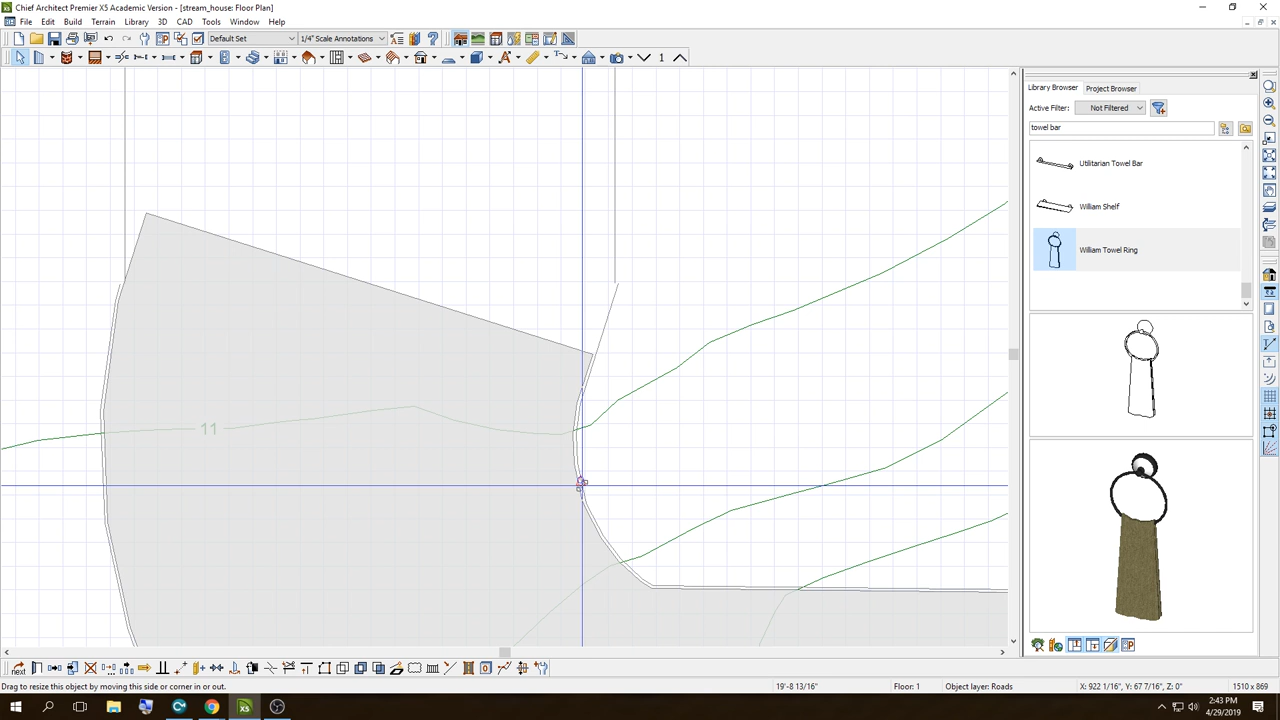 Chief Architect Premier X5 Academic Version - [stream_house: Floor Plan]
File Edit Build Terrain Library 3D CAD Tools Window Help
Default Set 1/4" Scale Annotations
1
Library Browser Project Browser
Active Filter: Not Filtered
towel bar
Utilitarian Towel Bar
William Shelf
William Towel Ring
11
next
Drag to resize this object by moving this side or corner in or out. 19'-8 13/16" Floor: 1 Object layer: Roads X: 922 1/16", Y: 67 7/16", Z: 0" 1510 x 869
X5
2:43 PM
4/29/2019